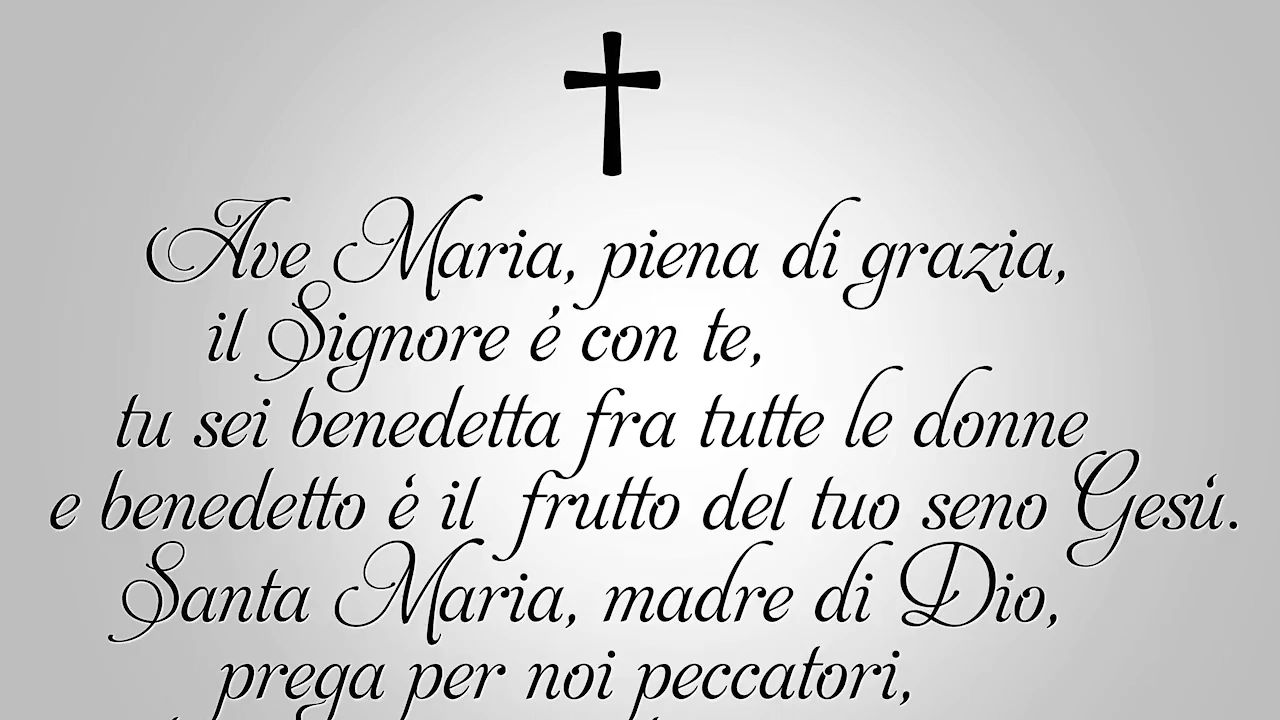 Ave Maria, piena di grazia,
il Signore é con te,
tu sei benedetta fra tutte le donne
e benedetto é il frutto del tuo seno Gesú.
Santa Maria, madre di Dio,
prega per noi peccatori,